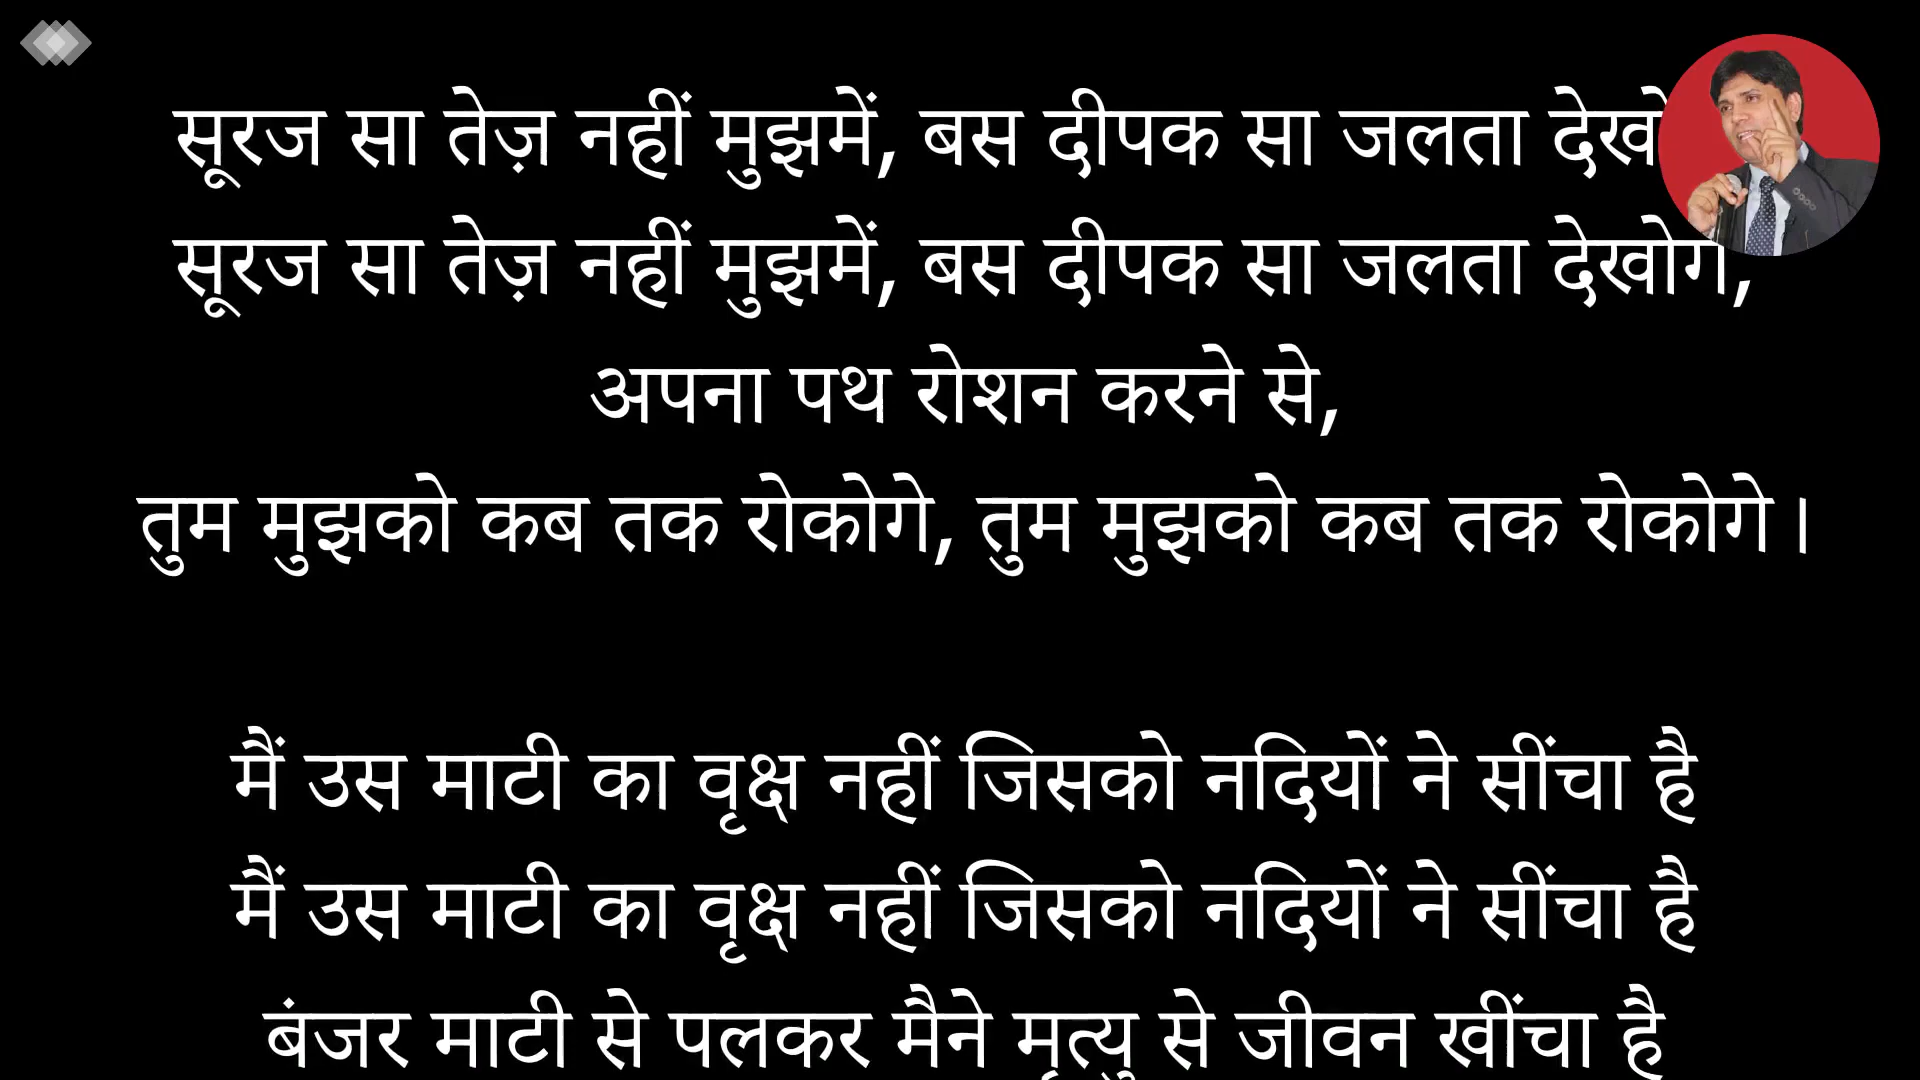 सूरज सा तेज़ नहीं मुझमें, बस दीपक सा जलता
सूरज सा तेज़ नहीं मुझमें, बस दीपक सा जलता देखोगे,
अपना पथ रोशन करने से,
तुम मुझको कब तक रोकोगे, तुम मुझको कब तक रोकोगे।
मैं उस माटी का वृक्ष नहीं जिसको नदियों ने सींचा है
मैं उस माटी का वृक्ष नहीं जिसको नदियों ने सींचा है
बंजर माटी से पलकर मैने मृत्यु से जीवन खींचा है